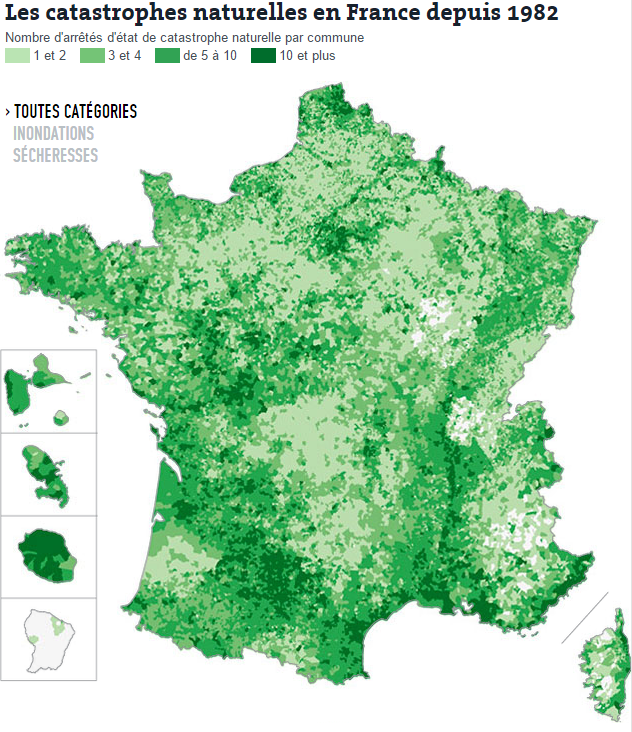 Les catastrophes naturelles en France depuis 1982
Nombre d'arrêtés d'état de catastrophe naturelle par commune
1 et 2 3 et 4 de 5 à 10 10 et plus
› TOUTES CATÉGORIES
INONDATIONS
SÉCHERESSES